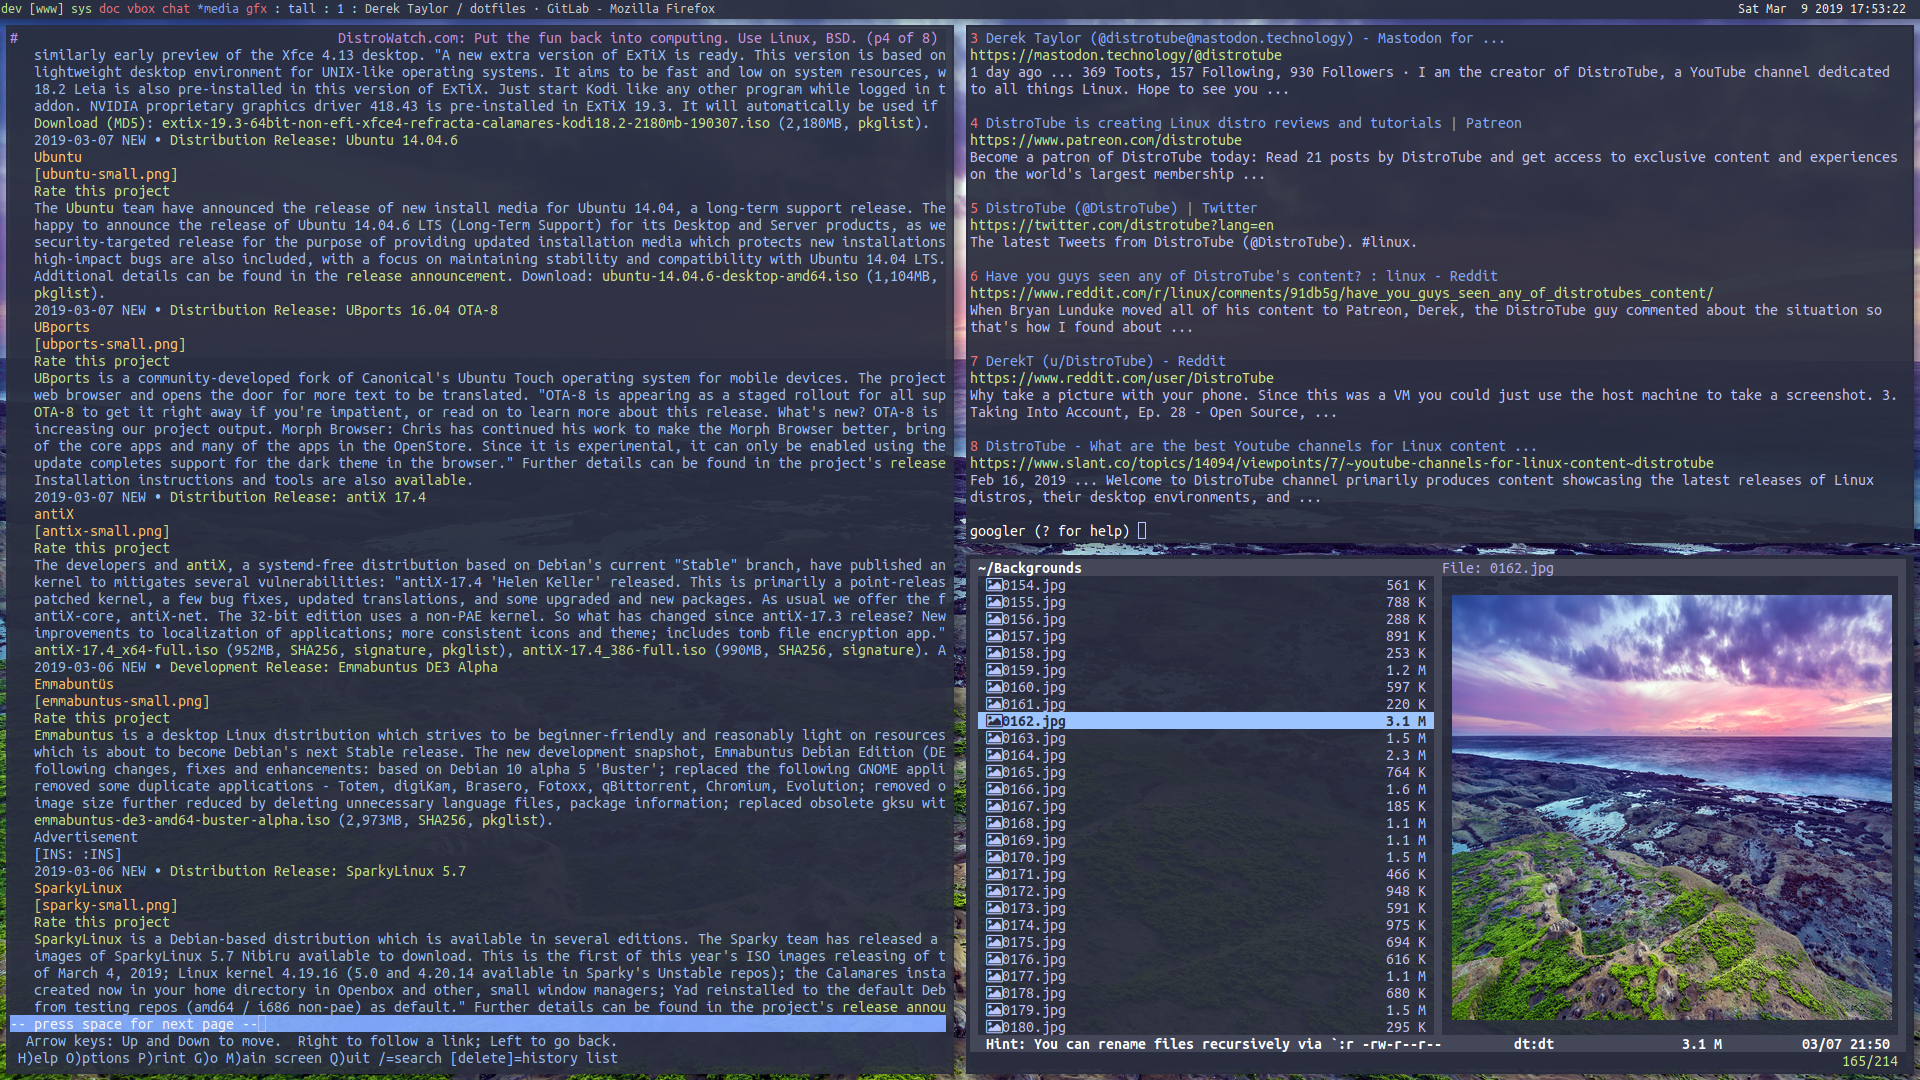 dev [www] sys doc vbox chat *media gfx : tall : 1 : Derek Taylor / dotfiles · GitLab - Mozilla Firefox
Sat Mar  9 2019 17:53:22
#
DistroWatch.com: Put the fun back into computing. Use Linux, BSD. (p4 of 8)
similarly early preview of the Xfce 4.13 desktop. "A new extra version of ExTiX is ready. This version is based on
lightweight desktop environment for UNIX-like operating systems. It aims to be fast and low on system resources, w
18.2 Leia is also pre-installed in this version of ExTiX. Just start Kodi like any other program while logged in t
addon. NVIDIA proprietary graphics driver 418.43 is pre-installed in ExTiX 19.3. It will automatically be used if
Download (MD5): extix-19.3-64bit-non-efi-xfce4-refracta-calamares-kodi18.2-2180mb-190307.iso (2,180MB, pkglist).
2019-03-07 NEW • Distribution Release: Ubuntu 14.04.6
Ubuntu
[ubuntu-small.png]
Rate this project
The Ubuntu team have announced the release of new install media for Ubuntu 14.04, a long-term support release. The
happy to announce the release of Ubuntu 14.04.6 LTS (Long-Term Support) for its Desktop and Server products, as we
security-targeted release for the purpose of providing updated installation media which protects new installations
high-impact bugs are also included, with a focus on maintaining stability and compatibility with Ubuntu 14.04 LTS.
Additional details can be found in the release announcement. Download: ubuntu-14.04.6-desktop-amd64.iso (1,104MB,
pkglist).
2019-03-07 NEW • Distribution Release: UBports 16.04 OTA-8
UBports
[ubports-small.png]
Rate this project
UBports is a community-developed fork of Canonical's Ubuntu Touch operating system for mobile devices. The project
web browser and opens the door for more text to be translated. "OTA-8 is appearing as a staged rollout for all sup
OTA-8 to get it right away if you're impatient, or read on to learn more about this release. What's new? OTA-8 is
increasing our project output. Morph Browser: Chris has continued his work to make the Morph Browser better, bring
of the core apps and many of the apps in the OpenStore. Since it is experimental, it can only be enabled using the
update completes support for the dark theme in the browser." Further details can be found in the project's release
Installation instructions and tools are also available.
2019-03-07 NEW • Distribution Release: antiX 17.4
antiX
[antix-small.png]
Rate this project
The developers and antiX, a systemd-free distribution based on Debian's current "Stable" branch, have published an
kernel to mitigates several vulnerabilities: "antiX-17.4 'Helen Keller' released. This is primarily a point-releas
patched kernel, a few bug fixes, updated translations, and some upgraded and new packages. As usual we offer the f
antiX-core, antiX-net. The 32-bit edition uses a non-PAE kernel. So what has changed since antiX-17.3 release? New
improvements to localization of applications; more consistent icons and theme; includes tomb file encryption app."
antiX-17.4_x64-full.iso (952MB, SHA256, signature, pkglist), antiX-17.4_386-full.iso (990MB, SHA256, signature). A
2019-03-06 NEW • Development Release: Emmabuntus DE3 Alpha
Emmabuntüs
[emmabuntus-small.png]
Rate this project
Emmabuntus is a desktop Linux distribution which strives to be beginner-friendly and reasonably light on resources
which is about to become Debian's next Stable release. The new development snapshot, Emmabuntus Debian Edition (DE
following changes, fixes and enhancements: based on Debian 10 alpha 5 'Buster'; replaced the following GNOME appli
removed some duplicate applications - Totem, digiKam, Brasero, Fotoxx, qBittorrent, Chromium, Evolution; removed o
image size further reduced by deleting unnecessary language files, package information; replaced obsolete gksu wit
emmabuntus-de3-amd64-buster-alpha.iso (2,973MB, SHA256, pkglist).
Advertisement
[INS: :INS]
2019-03-06 NEW • Distribution Release: SparkyLinux 5.7
SparkyLinux
[sparky-small.png]
Rate this project
SparkyLinux is a Debian-based distribution which is available in several editions. The Sparky team has released a
images of SparkyLinux 5.7 Nibiru available to download. This is the first of this year's ISO images releasing of t
of March 4, 2019; Linux kernel 4.19.16 (5.0 and 4.20.14 available in Sparky's Unstable repos); the Calamares insta
created now in your home directory in Openbox and other, small window managers; Yad reinstalled to the default Deb
from testing repos (amd64 / i686 non-pae) as default." Further details can be found in the project's release annou
-- press space for next page --
Arrow keys: Up and Down to move.  Right to follow a link; Left to go back.
H)elp O)ptions P)rint G)o M)ain screen Q)uit /=search [delete]=history list
3 Derek Taylor (@distrotube@mastodon.technology) - Mastodon for ...
https://mastodon.technology/@distrotube
1 day ago ... 369 Toots, 157 Following, 930 Followers · I am the creator of DistroTube, a YouTube channel dedicated
to all things Linux. Hope to see you ...
4 DistroTube is creating Linux distro reviews and tutorials | Patreon
https://www.patreon.com/distrotube
Become a patron of DistroTube today: Read 21 posts by DistroTube and get access to exclusive content and experiences
on the world's largest membership ...
5 DistroTube (@DistroTube) | Twitter
https://twitter.com/distrotube?lang=en
The latest Tweets from DistroTube (@DistroTube). #linux.
6 Have you guys seen any of DistroTube's content? : linux - Reddit
https://www.reddit.com/r/linux/comments/91db5g/have_you_guys_seen_any_of_distrotubes_content/
When Bryan Lunduke moved all of his content to Patreon, Derek, the DistroTube guy commented about the situation so
that's how I found about ...
7 DerekT (u/DistroTube) - Reddit
https://www.reddit.com/user/DistroTube
Why take a picture with your phone. Since this was a VM you could just use the host machine to take a screenshot. 3.
Taking Into Account, Ep. 28 - Open Source, ...
8 DistroTube - What are the best Youtube channels for Linux content ...
https://www.slant.co/topics/14094/viewpoints/7/~youtube-channels-for-linux-content~distrotube
Feb 16, 2019 ... Welcome to DistroTube channel primarily produces content showcasing the latest releases of Linux
distros, their desktop environments, and ...
googler (? for help)
~/Backgrounds
File: 0162.jpg
0154.jpg 561 K
0155.jpg 788 K
0156.jpg 288 K
0157.jpg 891 K
0158.jpg 253 K
0159.jpg 1.2 M
0160.jpg 597 K
0161.jpg 220 K
0162.jpg 3.1 M
0163.jpg 1.5 M
0164.jpg 2.3 M
0165.jpg 764 K
0166.jpg 1.6 M
0167.jpg 185 K
0168.jpg 1.1 M
0169.jpg 1.1 M
0170.jpg 1.5 M
0171.jpg 466 K
0172.jpg 948 K
0173.jpg 591 K
0174.jpg 975 K
0175.jpg 694 K
0176.jpg 616 K
0177.jpg 1.1 M
0178.jpg 680 K
0179.jpg 1.5 M
0180.jpg 295 K
Hint: You can rename files recursively via `:r -rw-r--r-- dt:dt 3.1 M 03/07 21:50
165/214